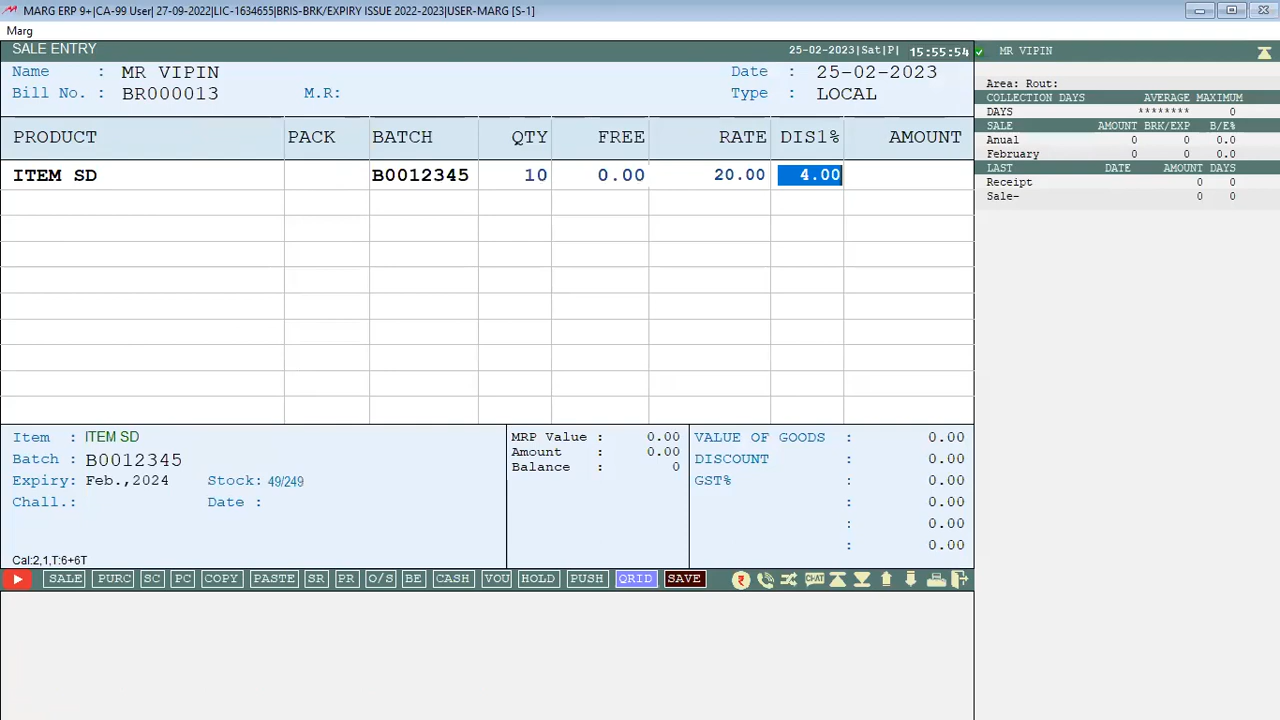 MARG ERP 9+|CA-99 User| 27-09-2022|LIC-1634655|BRIS-BRK/EXPIRY ISSUE 2022-2023|USER-MARG [S-1]
Marg
SALE ENTRY 25-02-2023|Sat|P| 15:55:54
Name : MR VIPIN Date : 25-02-2023
Bill No. : BR000013 M.R: Type : LOCAL
PRODUCT PACK BATCH QTY FREE RATE DIS1% AMOUNT
ITEM SD B0012345 10 0.00 20.00 4.00
Item : ITEM SD
Batch : B0012345
Expiry: Feb.,2024 Stock: 49/249
Chall.: Date :
Cal:2,1,T:6+6T
MRP Value : 0.00
Amount : 0.00
Balance : 0
VALUE OF GOODS : 0.00
DISCOUNT : 0.00
GST% : 0.00
: 0.00
: 0.00
: 0.00
SALE PURC SC PC COPY PASTE SR PR O/S BE CASH VOU HOLD PUSH QRID SAVE ₹ CHAT
MR VIPIN
Area: Rout:
COLLECTION DAYS AVERAGE MAXIMUM
DAYS ******** 0
SALE AMOUNT BRK/EXP B/E%
Anual 0 0 0.0
February 0 0 0.0
LAST DATE AMOUNT DAYS
Receipt 0 0
Sale- 0 0